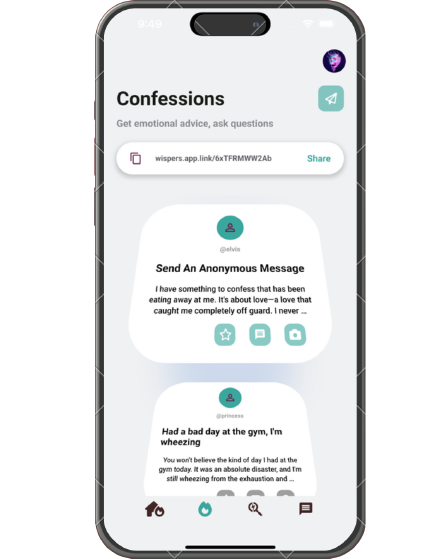 9:49
Confessions
Get emotional advice, ask questions
wispers.app.link/6xTFRMWW2Ab Share
@elvis
Send An Anonymous Message
I have something to confess that has been
eating away at me. It's about love—a love that
caught me completely off guard. I never ...
@princess
Had a bad day at the gym, I'm
wheezing
You won't believe the kind of day I had at the
gym today. It was an absolute disaster, and I'm
still wheezing from the exhaustion and ...